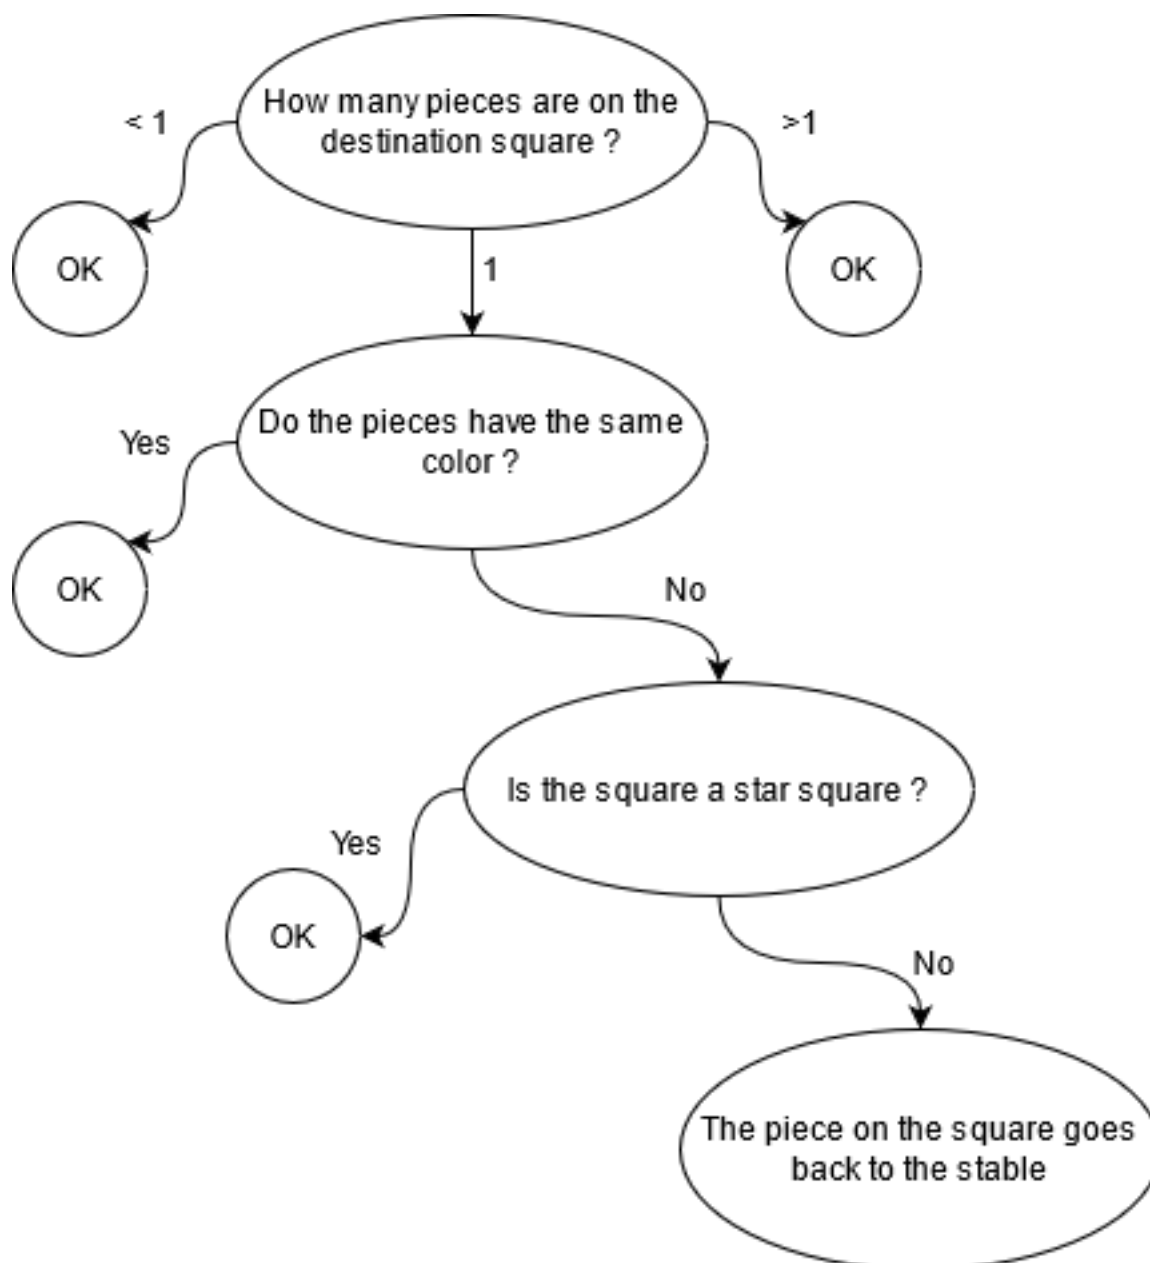 How many pieces are on the
destination square ?
< 1
>1
OK
OK
1
Do the pieces have the same
color ?
Yes
OK
No
Is the square a star square ?
Yes
OK
No
The piece on the square goes
back to the stable